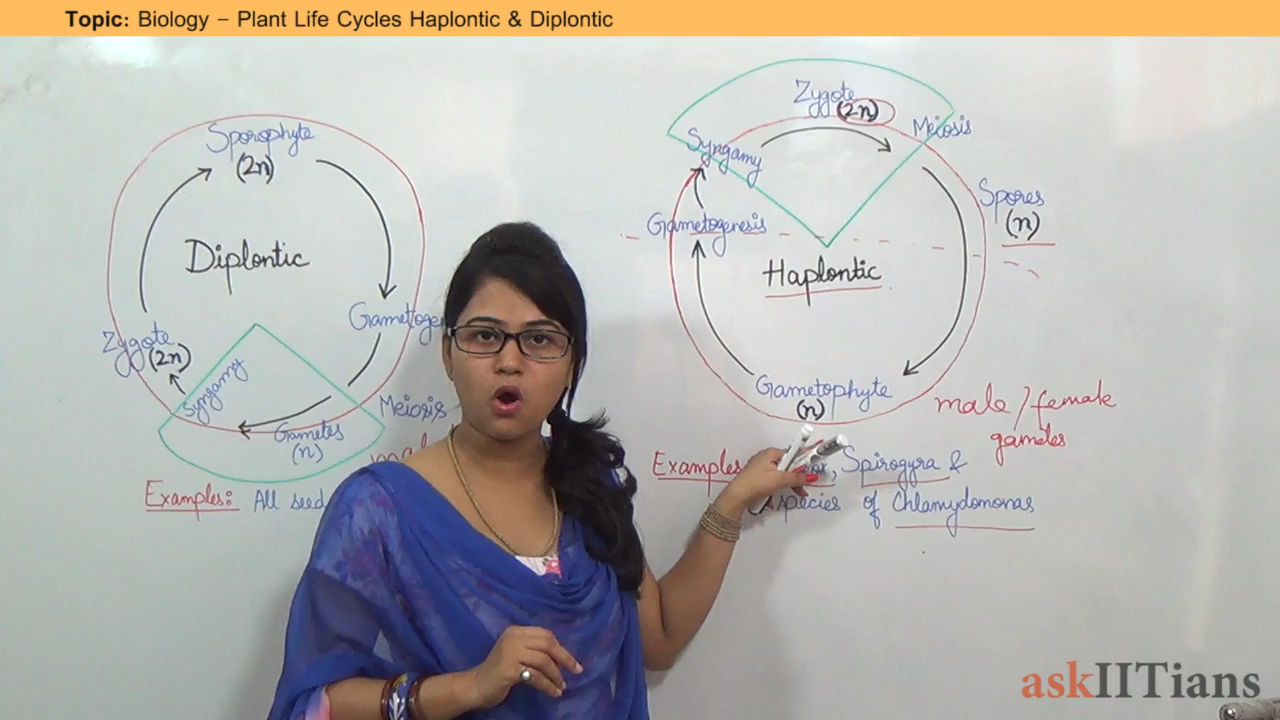 Topic: Biology – Plant Life Cycles Haplontic & Diplontic
Sporophyte
(2n)
Diplontic
Gametoge
Zygote
(2n)
Syngamy
Meiosis
Gametes
(n)
Examples: All seed
Zygote
(2n)
Meiosis
Syngamy
Spores
(n)
Gametogenesis
Haplontic
Gametophyte
(n)
male/female
gametes
Examples
, Spirogyra &
species of Chlamydomonas
askIITians